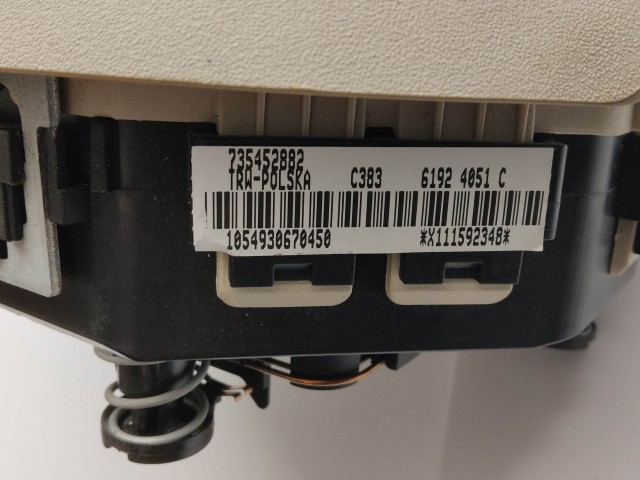 735452882
TRW-POLSKA C383 6192 4051 C
1054930670450 *X111592348*